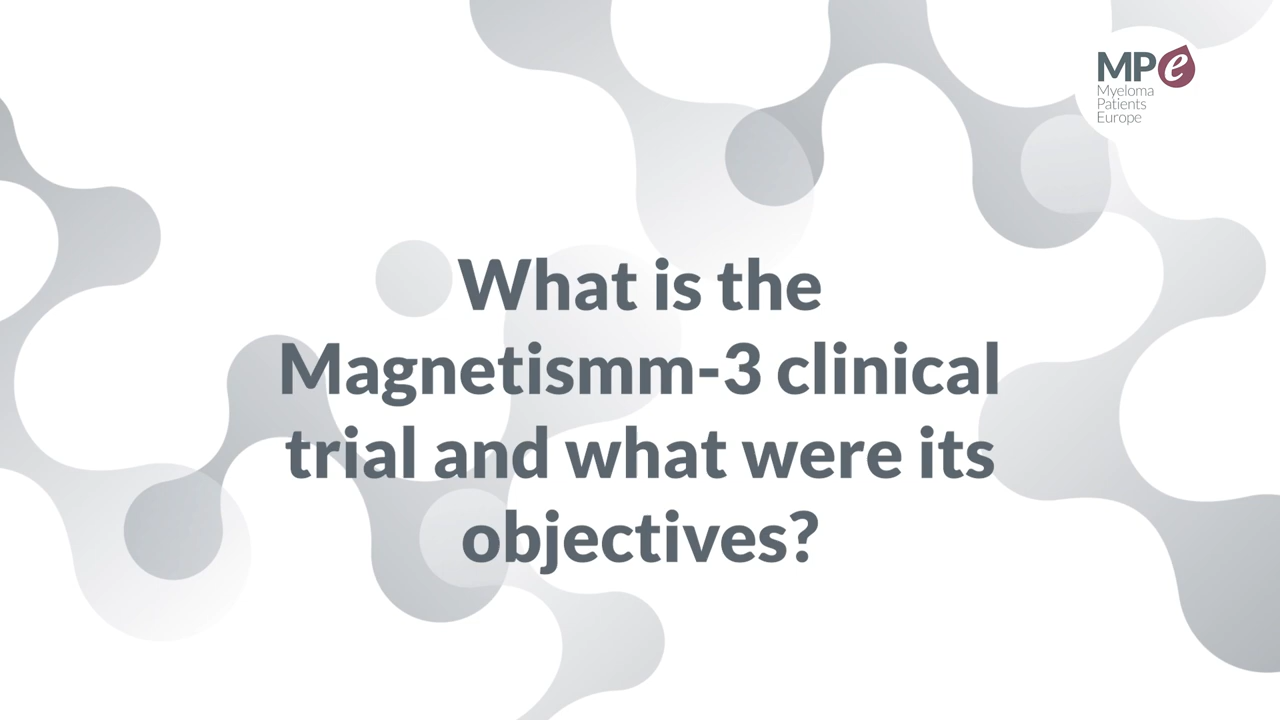 MPe
Myeloma
Patients
Europe
What is the
Magnetismm-3 clinical
trial and what were its
objectives?